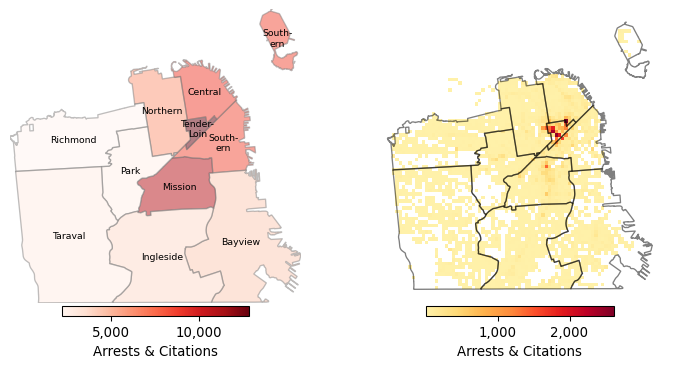 South-
ern
Central
Northern
Tender-
Loin
South-
ern
Richmond
Park
Mission
Taraval
Bayview
Ingleside
5,000 10,000
Arrests & Citations
1,000 2,000
Arrests & Citations